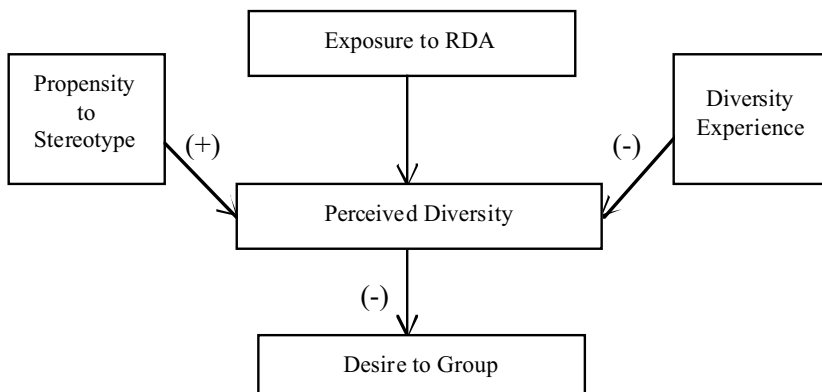 Exposure to RDA
Propensity
to
Stereotype
Diversity
Experience
(+)
(-)
Perceived Diversity
(-)
Desire to Group